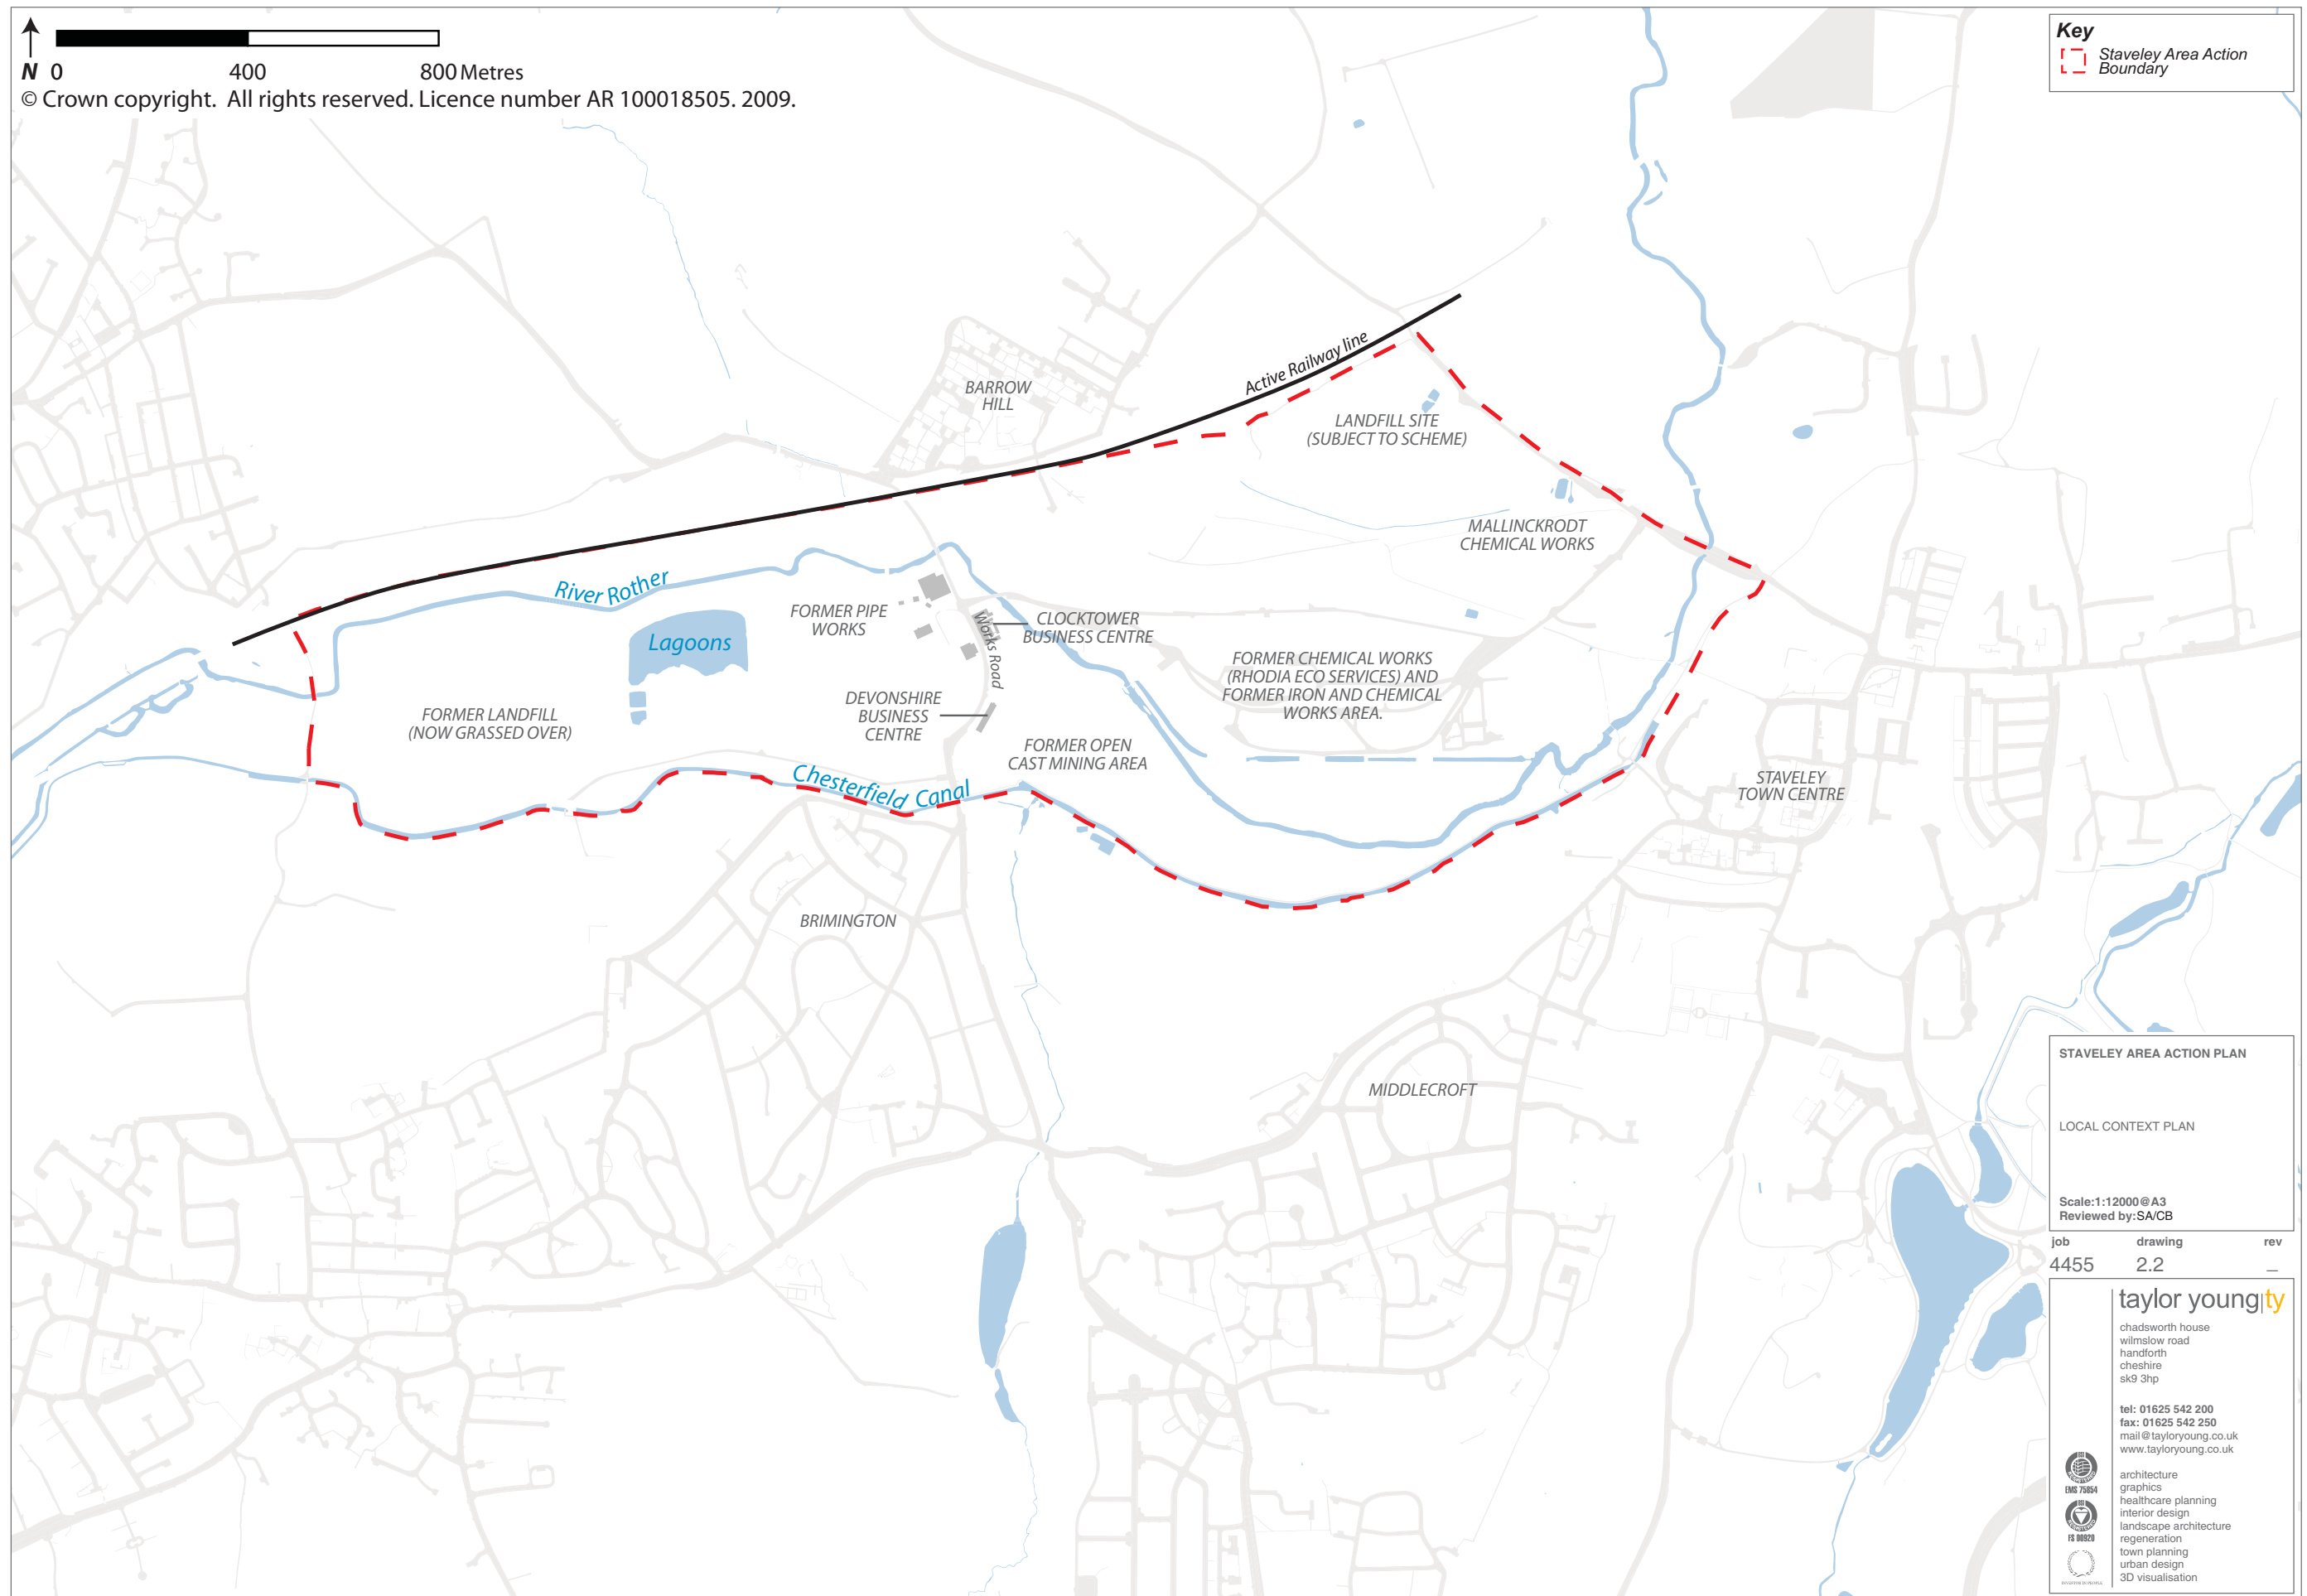 N 0 400 800 Metres
© Crown copyright. All rights reserved. Licence number AR 100018505. 2009.
Key
Staveley Area Action
Boundary
Active Railway line
BARROW
HILL
LANDFILL SITE
(SUBJECT TO SCHEME)
MALLINCKRODT
CHEMICAL WORKS
River Rother
Lagoons
FORMER PIPE
WORKS
Works Road
CLOCKTOWER
BUSINESS CENTRE
FORMER CHEMICAL WORKS
(RHODIA ECO SERVICES) AND
FORMER IRON AND CHEMICAL
WORKS AREA.
DEVONSHIRE
BUSINESS
CENTRE
FORMER LANDFILL
(NOW GRASSED OVER)
FORMER OPEN
CAST MINING AREA
Chesterfield Canal
STAVELEY
TOWN CENTRE
BRIMINGTON
MIDDLECROFT
STAVELEY AREA ACTION PLAN
LOCAL CONTEXT PLAN
Scale:1:12000@A3
Reviewed by:SA/CB
job drawing rev
4455 2.2 _
taylor young|ty
chadsworth house
wilmslow road
handforth
cheshire
sk9 3hp
tel: 01625 542 200
fax: 01625 542 250
mail@tayloryoung.co.uk
www.tayloryoung.co.uk
architecture
graphics
healthcare planning
interior design
landscape architecture
regeneration
town planning
urban design
3D visualisation
EMS 75854
FS 00920